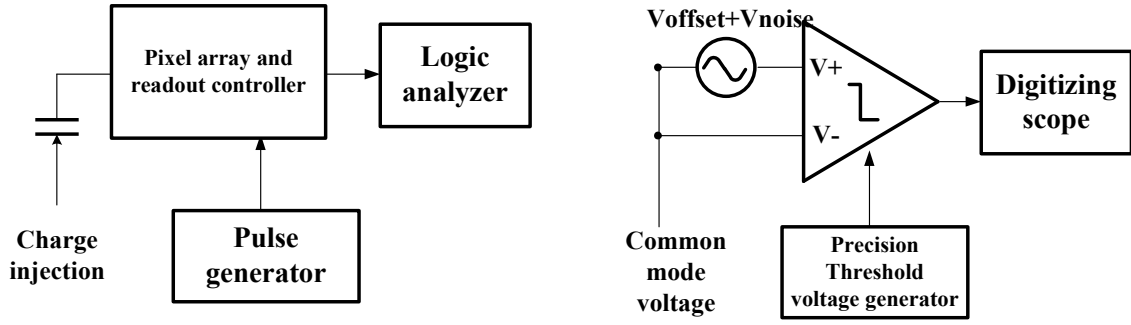 Pixel array and
readout controller
Logic
analyzer
Charge
injection
Pulse
generator
Voffset+Vnoise
V+
V-
Digitizing
scope
Common
mode
voltage
Precision
Threshold
voltage generator